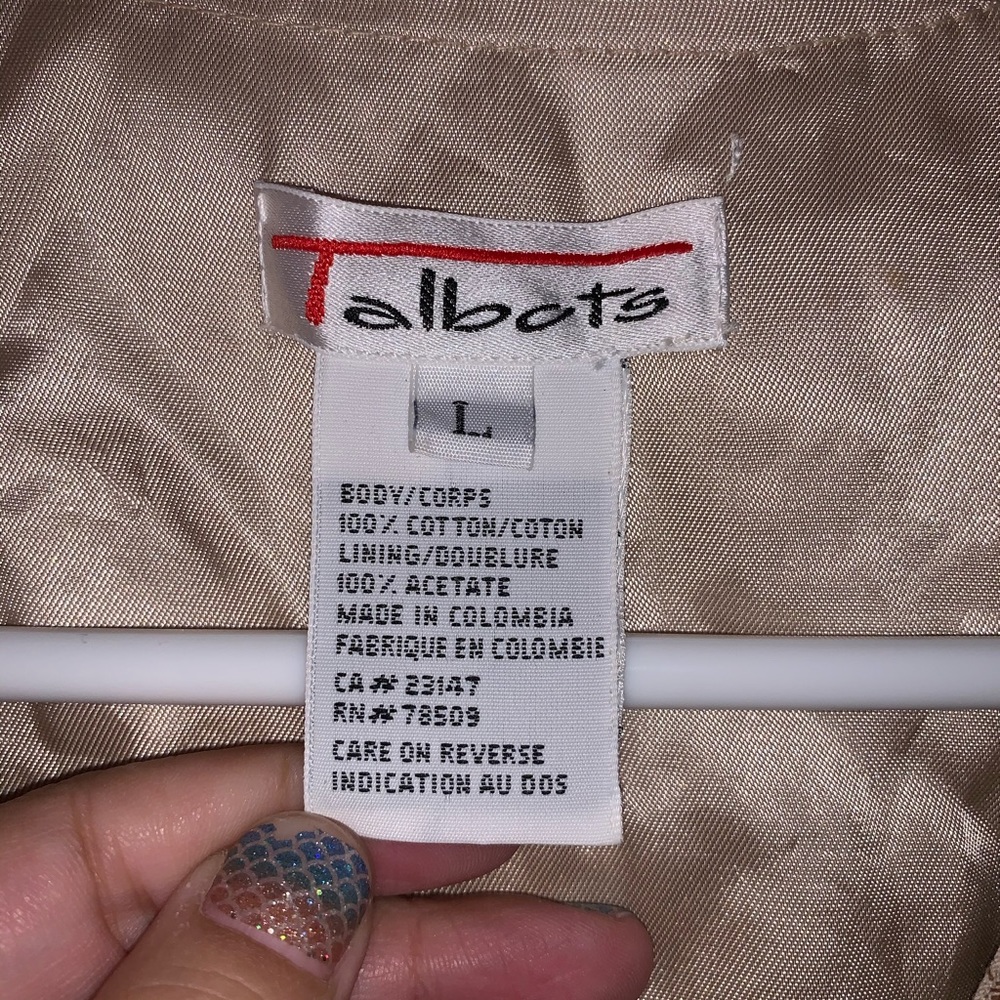 Talbots
L
BODY/CORPS
100% COTTON/COTON
LINING/DOUBLURE
100% ACETATE
MADE IN COLOMBIA
FABRIQUE EN COLOMBIE
CA# 23147
RN# 78509
CARE ON REVERSE
INDICATION AU DOS